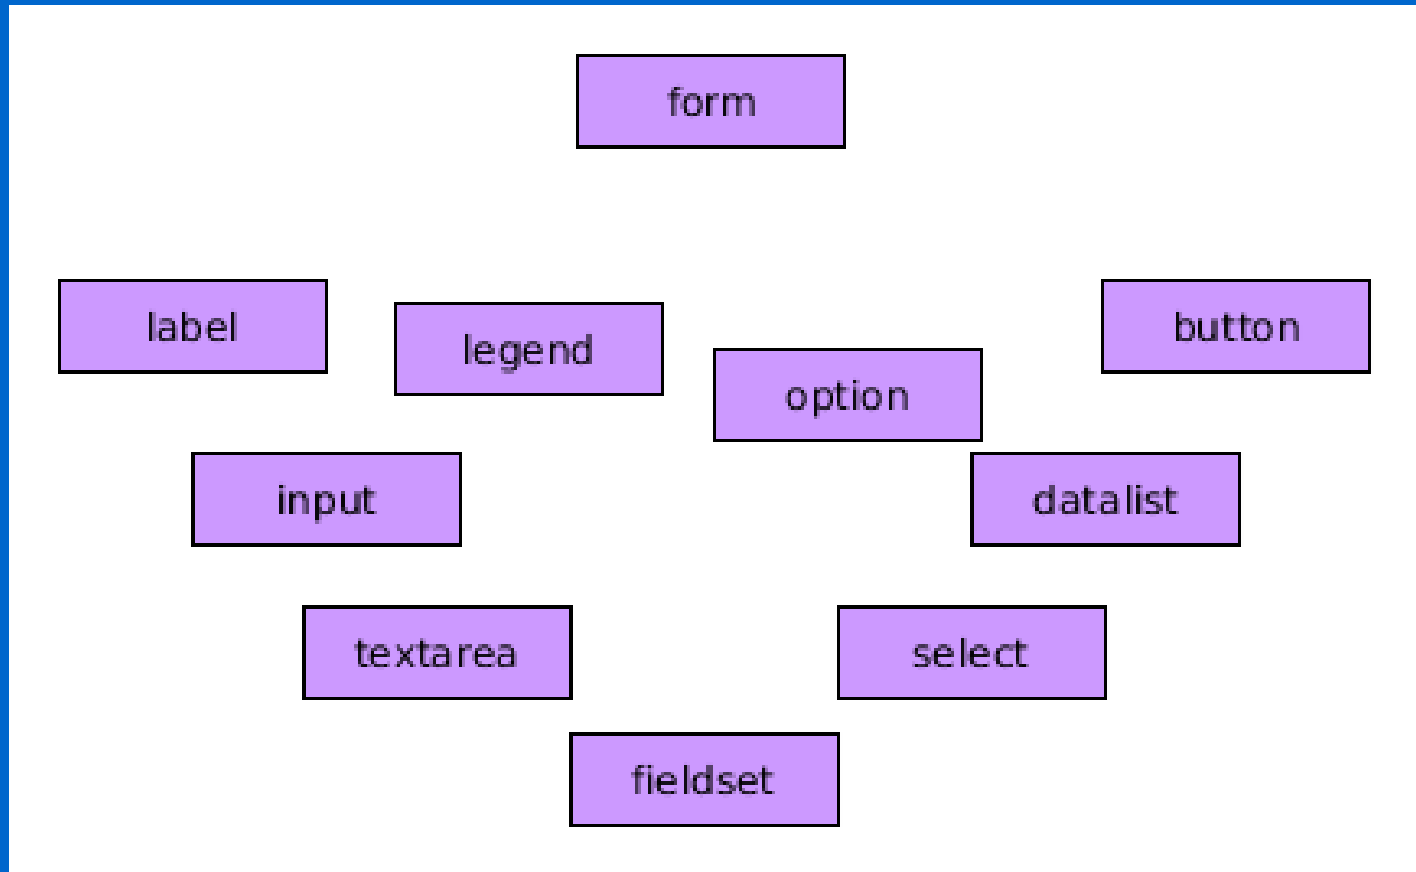 form
label
legend
option
button
input
datalist
textarea
select
fieldset